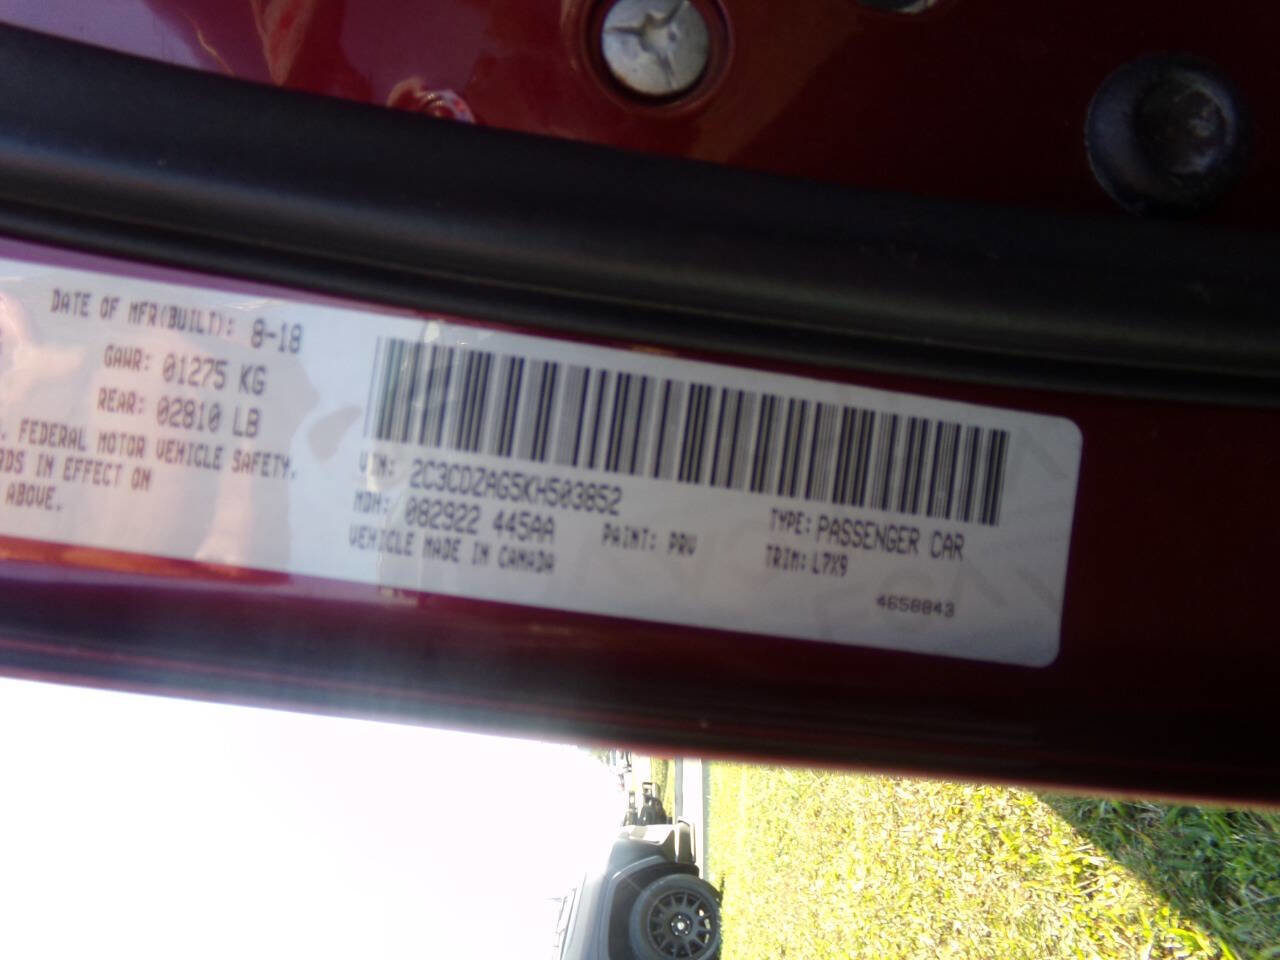 DATE OF MFR(BUILT): 8-18
GAWR: 01275 KG
REAR: 02810 LB
FEDERAL MOTOR VEHICLE SAFETY.
RDS IN EFFECT ON
ABOVE.
VIN: 2C3CDZAG5KH503852
MDH: 082922 445AA
PAINT: PRV
TYPE: PASSENGER CAR
VEHICLE MADE IN CANADA
TRIM: L7X9
4658843